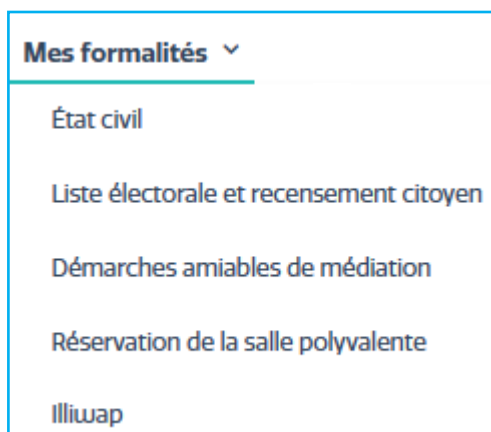 Mes formalités
État civil
Liste électorale et recensement citoyen
Démarches amiables de médiation
Réservation de la salle polyvalente
Illiwap